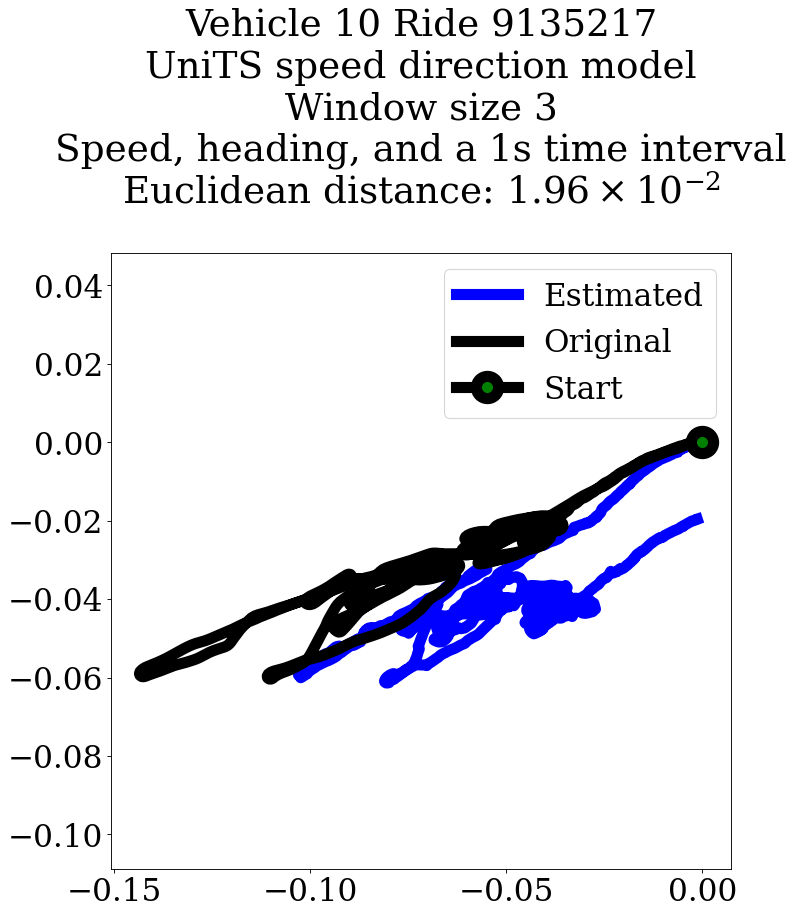 Vehicle 10 Ride 9135217
UniTS speed direction model
Window size 3
Speed, heading, and a 1s time interval
Euclidean distance: 1.96 × 10⁻²
Estimated
Original
Start
0.04
0.02
0.00
−0.02
−0.04
−0.06
−0.08
−0.10
−0.15 −0.10 −0.05 0.00